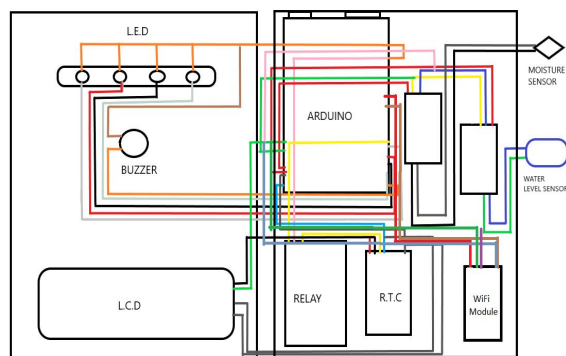 L.E.D
ARDUINO
MOISTURE
SENSOR
BUZZER
WATER
LEVEL SENSOR
L.C.D
RELAY
R.T.C
WiFi
Module